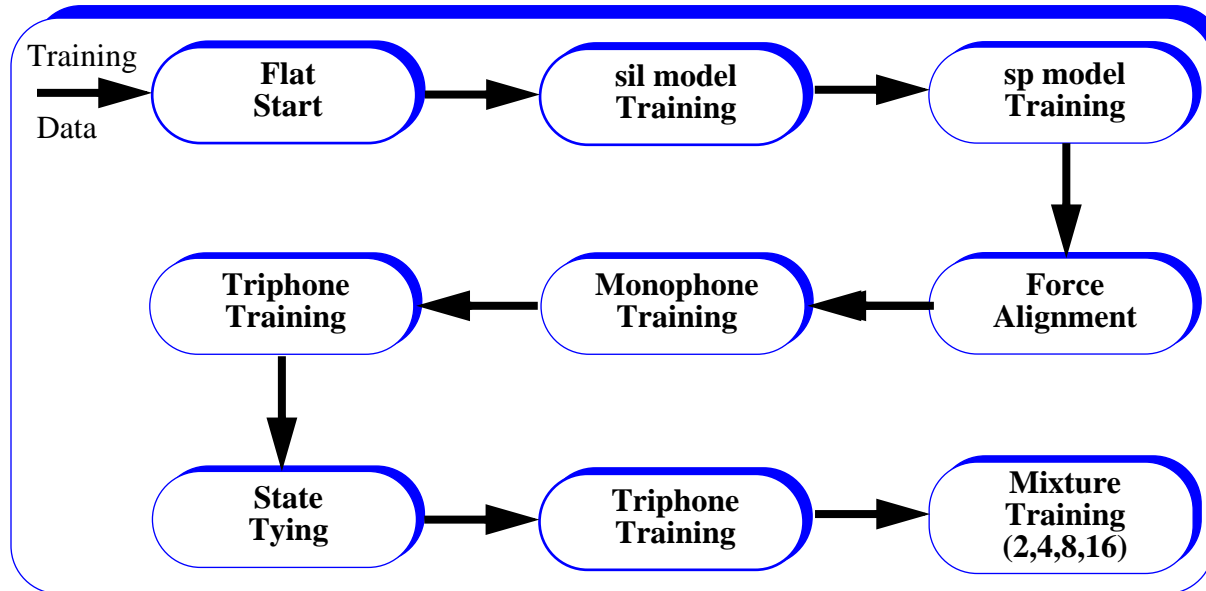 Training
Data
Flat
Start
sil model
Training
sp model
Training
Force
Alignment
Monophone
Training
Triphone
Training
State
Tying
Triphone
Training
Mixture
Training
(2,4,8,16)